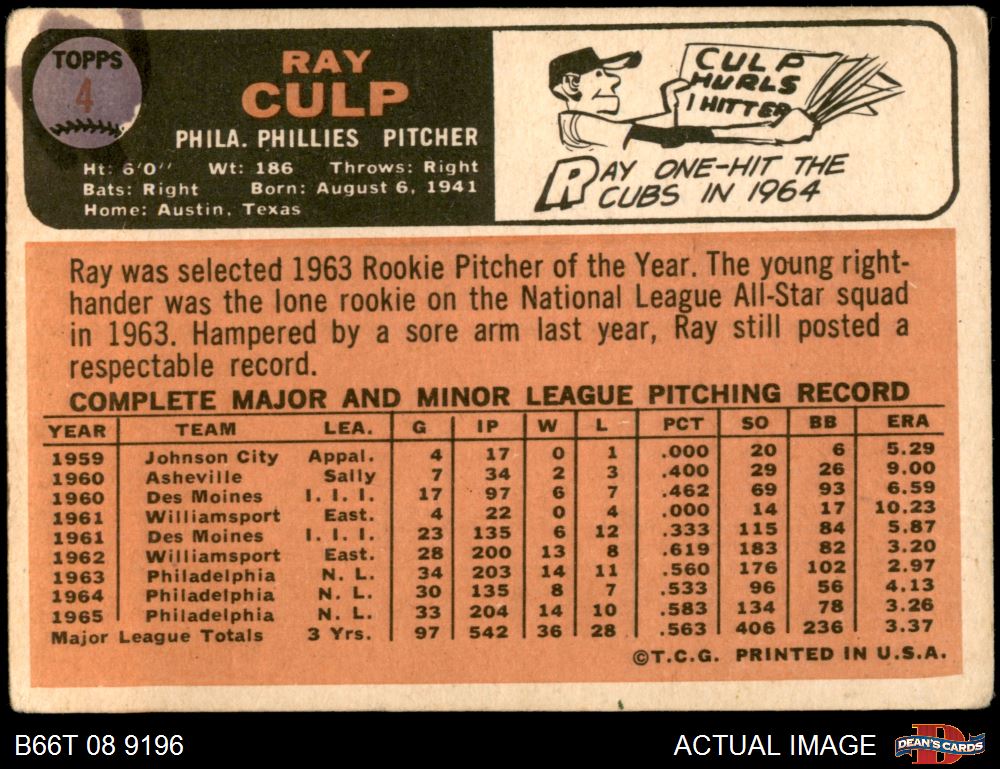 TOPPS
4
RAY
CULP
PHILA. PHILLIES PITCHER
Ht: 6'0" Wt: 186 Throws: Right
Bats: Right Born: August 6, 1941
Home: Austin, Texas
CULP
HURLS
1 HITTER
RAY ONE-HIT THE
CUBS IN 1964
Ray was selected 1963 Rookie Pitcher of the Year. The young right-
hander was the lone rookie on the National League All-Star squad
in 1963. Hampered by a sore arm last year, Ray still posted a
respectable record.
COMPLETE MAJOR AND MINOR LEAGUE PITCHING RECORD
YEAR TEAM LEA. G IP W L PCT SO BB ERA
1959 Johnson City Appal. 4 17 0 1 .000 20 6 5.29
1960 Asheville Sally 7 34 2 3 .400 29 26 9.00
1960 Des Moines I. I. I. 17 97 6 7 .462 69 93 6.59
1961 Williamsport East. 4 22 0 4 .000 14 17 10.23
1961 Des Moines I. I. I. 23 135 6 12 .333 115 84 5.87
1962 Williamsport East. 28 200 13 8 .619 183 82 3.20
1963 Philadelphia N. L. 34 203 14 11 .560 176 102 2.97
1964 Philadelphia N. L. 30 135 8 7 .533 96 56 4.13
1965 Philadelphia N. L. 33 204 14 10 .583 134 78 3.26
Major League Totals 3 Yrs. 97 542 36 28 .563 406 236 3.37
©T.C.G. PRINTED IN U.S.A.
B66T 08 9196
ACTUAL IMAGE
D
DEAN'S CARDS